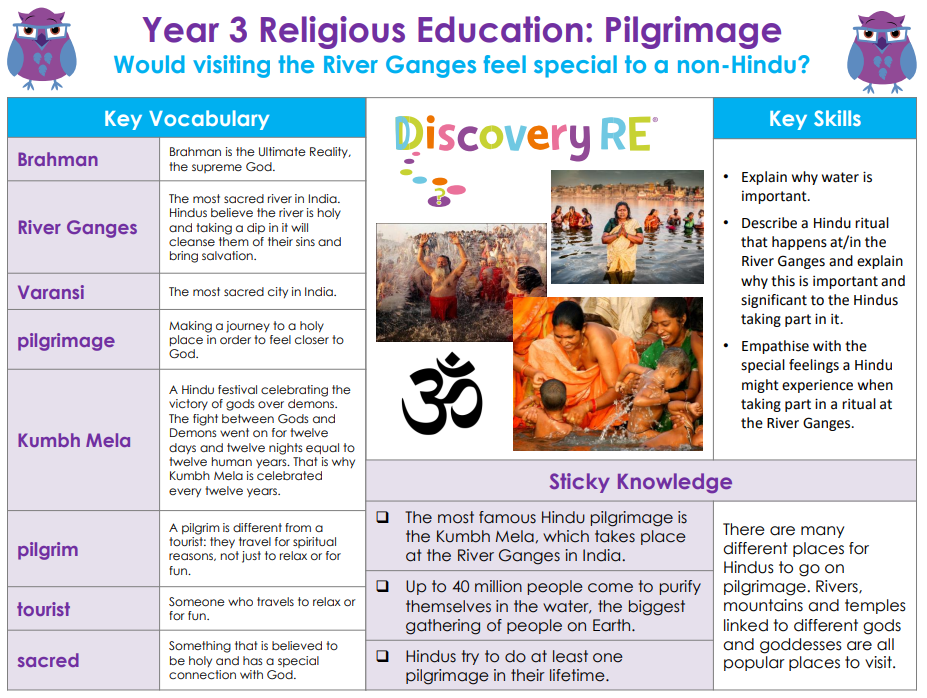 Year 3 Religious Education: Pilgrimage
Would visiting the River Ganges feel special to a non-Hindu?
Key Vocabulary
Brahman
Brahman is the Ultimate Reality,
the supreme God.
River Ganges
The most sacred river in India.
Hindus believe the river is holy
and taking a dip in it will
cleanse them of their sins and
bring salvation.
Varansi
The most sacred city in India.
pilgrimage
Making a journey to a holy
place in order to feel closer to
God.
Kumbh Mela
A Hindu festival celebrating the
victory of gods over demons.
The fight between Gods and
Demons went on for twelve
days and twelve nights equal to
twelve human years. That is why
Kumbh Mela is celebrated
every twelve years.
pilgrim
A pilgrim is different from a
tourist: they travel for spiritual
reasons, not just to relax or for
fun.
tourist
Someone who travels to relax or
for fun.
sacred
Something that is believed to
be holy and has a special
connection with God.
Discovery RE®
?
ॐ
Key Skills
• Explain why water is
important.
• Describe a Hindu ritual
that happens at/in the
River Ganges and explain
why this is important and
significant to the Hindus
taking part in it.
• Empathise with the
special feelings a Hindu
might experience when
taking part in a ritual at
the River Ganges.
Sticky Knowledge
❑ The most famous Hindu pilgrimage is
the Kumbh Mela, which takes place
at the River Ganges in India.
❑ Up to 40 million people come to purify
themselves in the water, the biggest
gathering of people on Earth.
❑ Hindus try to do at least one
pilgrimage in their lifetime.
There are many
different places for
Hindus to go on
pilgrimage. Rivers,
mountains and temples
linked to different gods
and goddesses are all
popular places to visit.